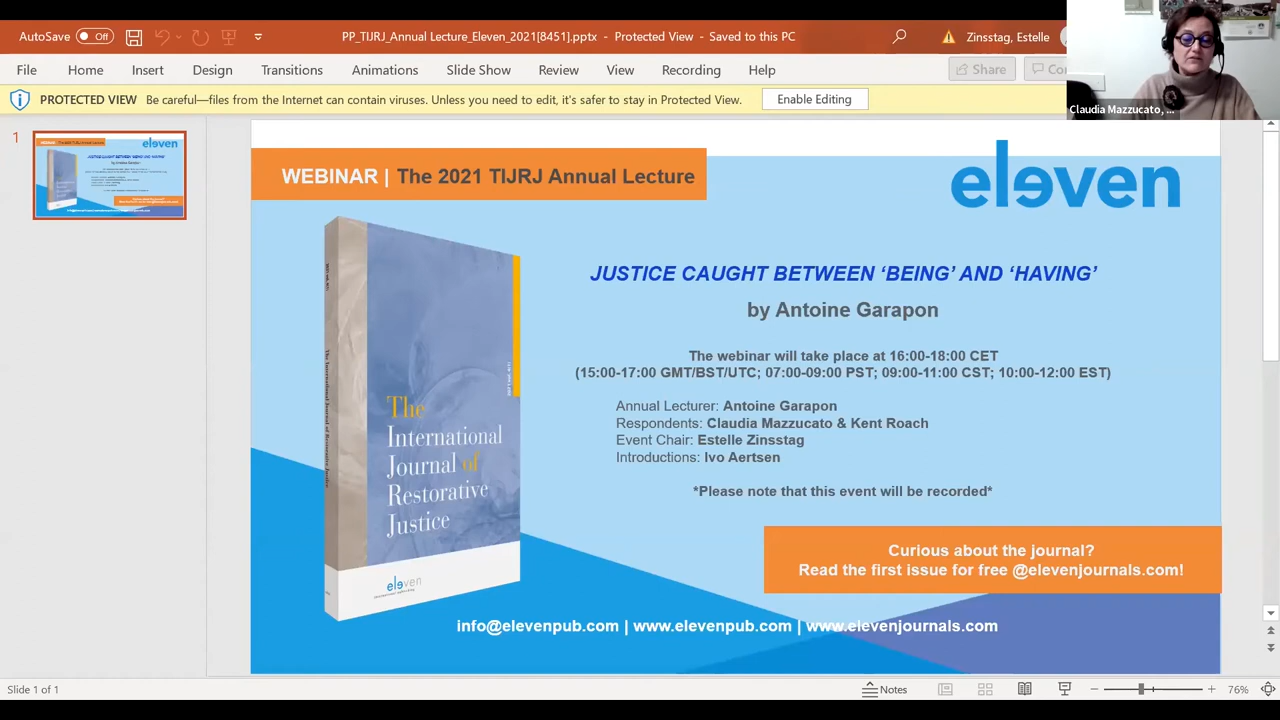 AutoSave Off
PP_TIJRJ_Annual Lecture_Eleven_2021[8451].pptx - Protected View - Saved to this PC
Zinsstag, Estelle
File Home Insert Design Transitions Animations Slide Show Review View Recording Help
Share
PROTECTED VIEW Be careful—files from the Internet can contain viruses. Unless you need to edit, it's safer to stay in Protected View.
Enable Editing
Claudia Mazzucato, ...
1
WEBINAR | The 2021 TIJRJ Annual Lecture
eleven
JUSTICE CAUGHT BETWEEN ‘BEING’ AND ‘HAVING’
by Antoine Garapon
The webinar will take place at 16:00-18:00 CET
(15:00-17:00 GMT/BST/UTC; 07:00-09:00 PST; 09:00-11:00 CST; 10:00-12:00 EST)
Annual Lecturer: Antoine Garapon
Respondents: Claudia Mazzucato & Kent Roach
Event Chair: Estelle Zinsstag
Introductions: Ivo Aertsen
*Please note that this event will be recorded*
The
International
Journal of
Restorative
Justice
eleven
The International Journal of Restorative Justice
Curious about the journal?
Read the first issue for free @elevenjournals.com!
info@elevenpub.com | www.elevenpub.com | www.elevenjournals.com
Slide 1 of 1
Notes
76%